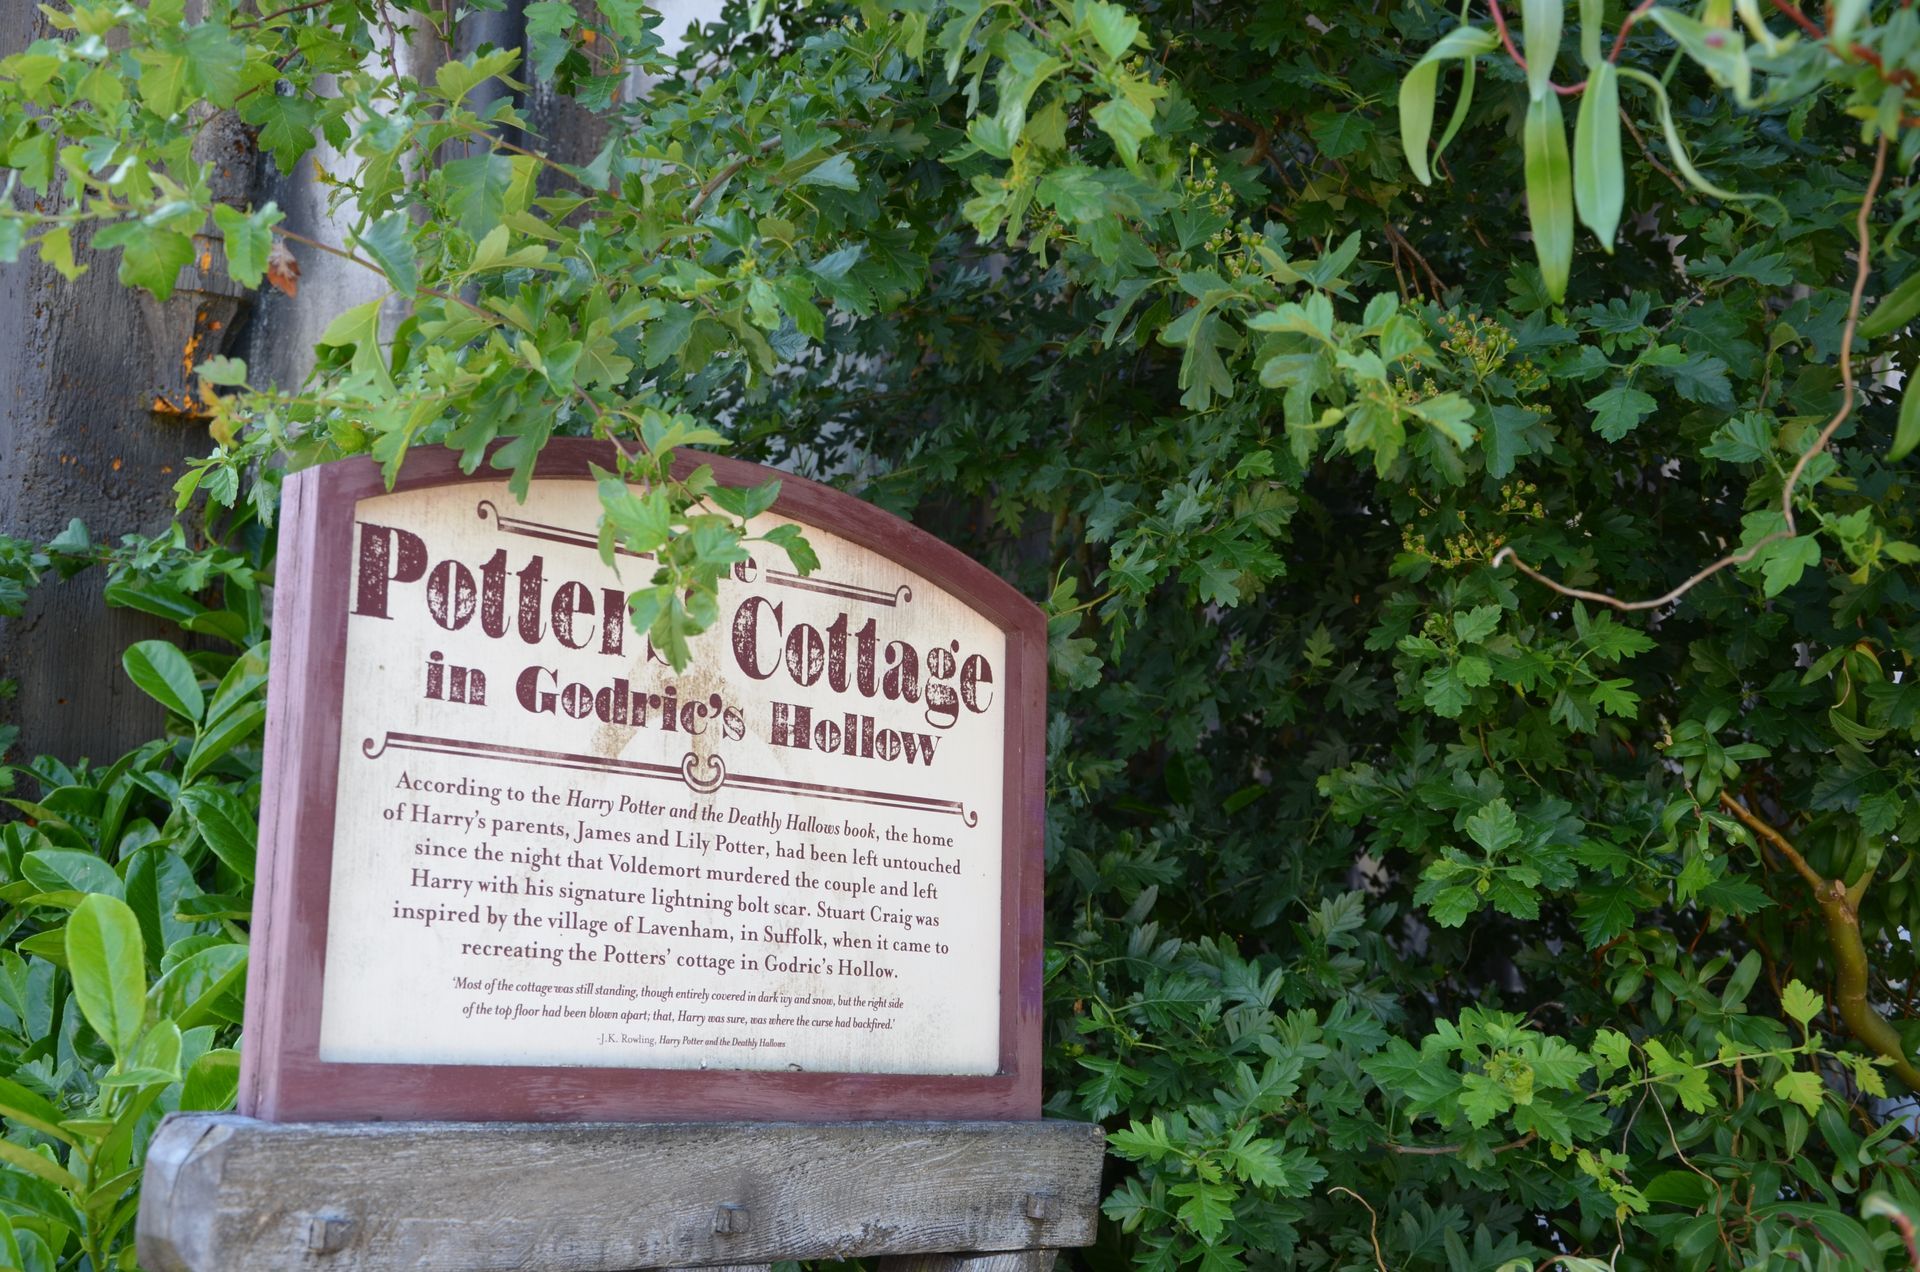 The
Potters' Cottage
in Godric's Hollow
According to the Harry Potter and the Deathly Hallows book, the home
of Harry's parents, James and Lily Potter, had been left untouched
since the night that Voldemort murdered the couple and left
Harry with his signature lightning bolt scar. Stuart Craig was
inspired by the village of Lavenham, in Suffolk, when it came to
recreating the Potters' cottage in Godric's Hollow.
'Most of the cottage was still standing, though entirely covered in dark ivy and snow, but the right side
of the top floor had been blown apart; that, Harry was sure, was where the curse had backfired.'
-J.K. Rowling, Harry Potter and the Deathly Hallows